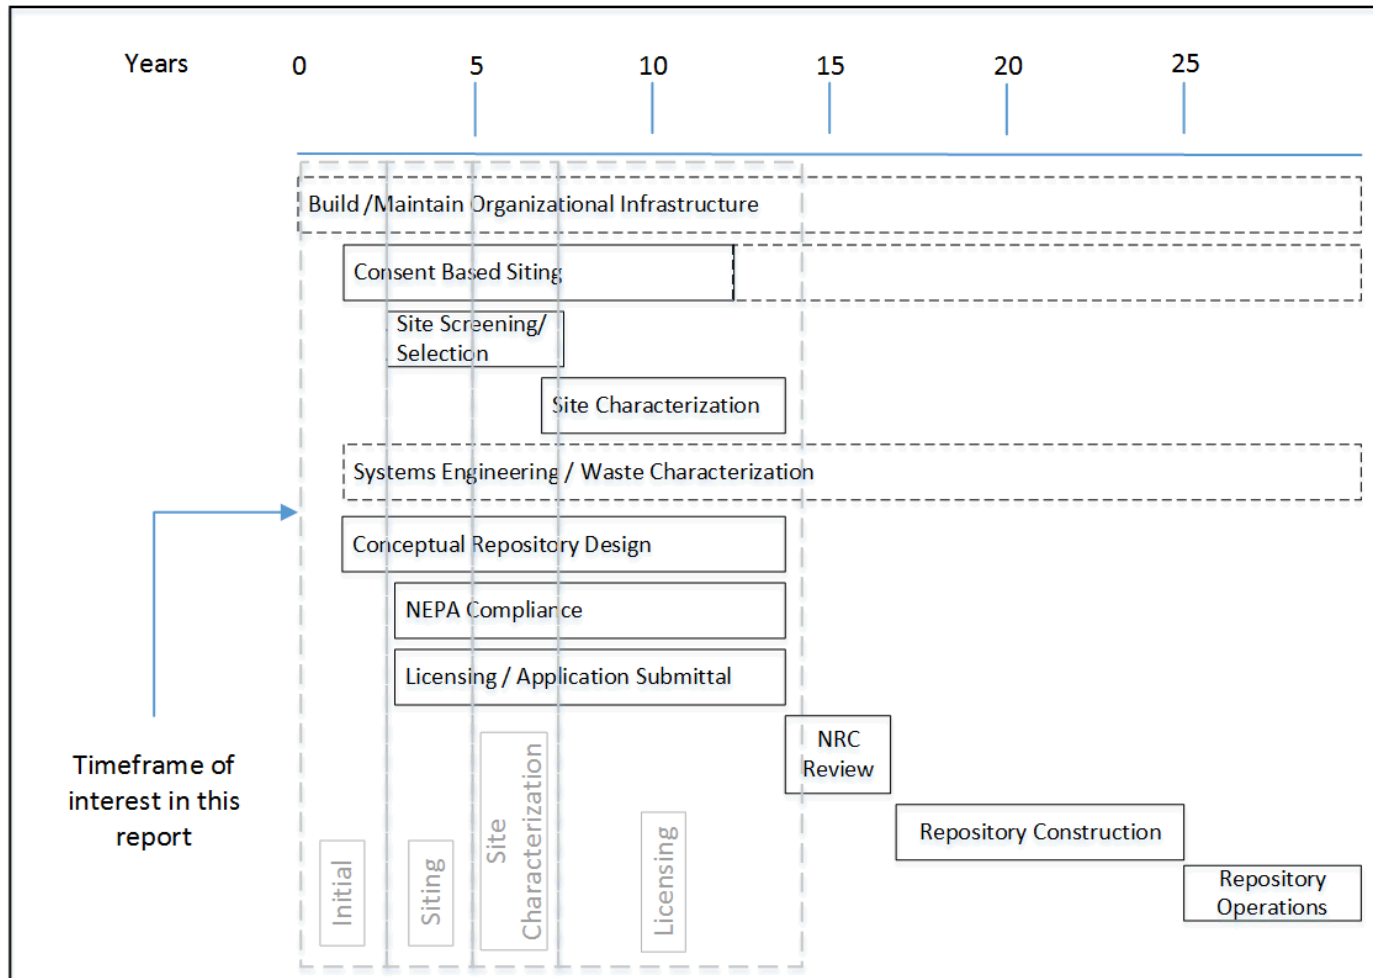 Years 0 5 10 15 20 25
Build /Maintain Organizational Infrastructure
Consent Based Siting
Site Screening/
Selection
Site Characterization
Systems Engineering / Waste Characterization
Conceptual Repository Design
NEPA Compliance
Licensing / Application Submittal
NRC
Review
Timeframe of
interest in this
report
Initial
Siting
Site
Characterization
Licensing
Repository Construction
Repository
Operations